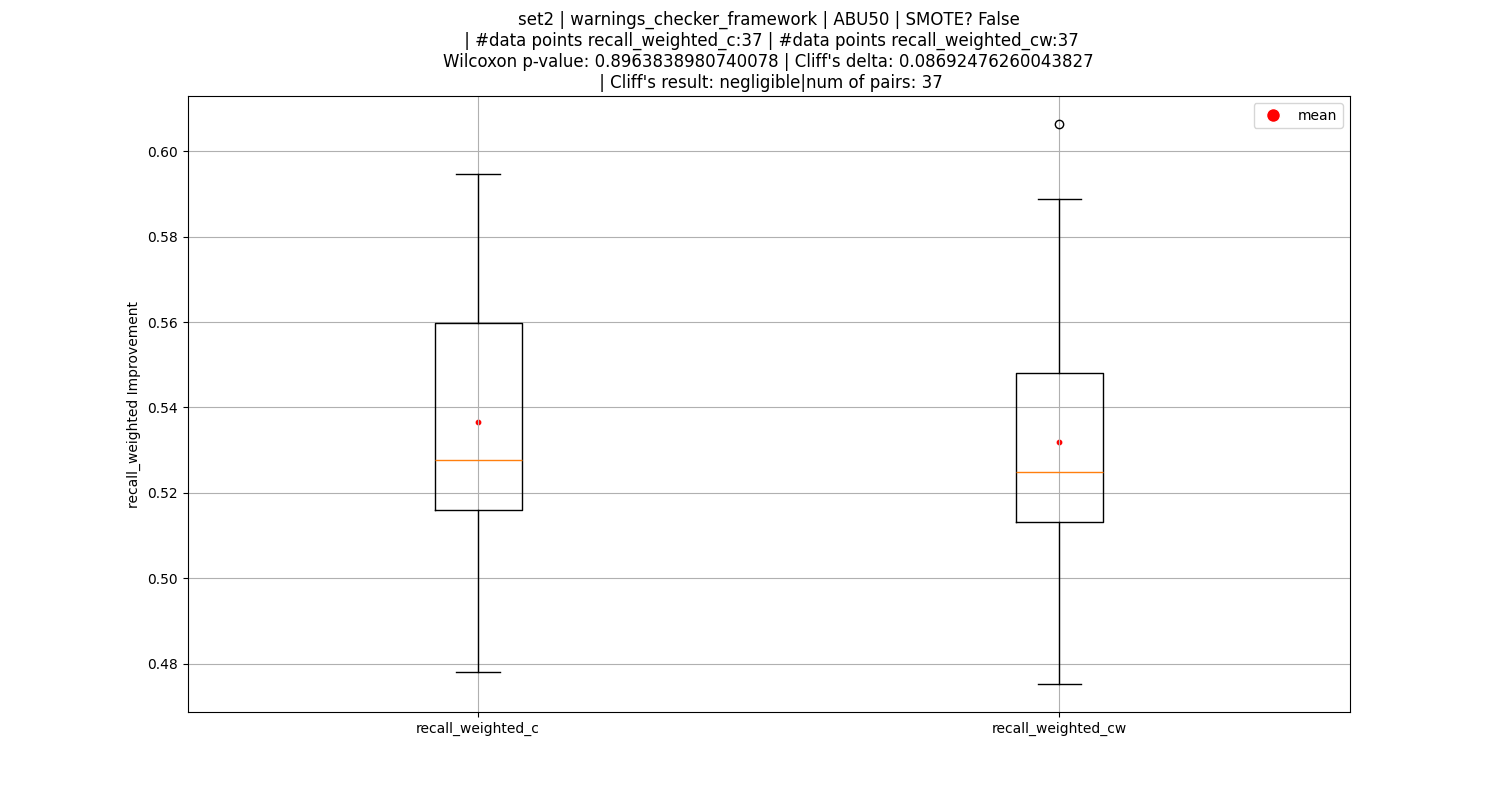 set2 | warnings_checker_framework | ABU50 | SMOTE? False
| #data points recall_weighted_c:37 | #data points recall_weighted_cw:37
Wilcoxon p-value: 0.8963838980740078 | Cliff's delta: 0.08692476260043827
| Cliff's result: negligible|num of pairs: 37
mean
0.60
0.58
0.56
0.54
0.52
0.50
0.48
recall_weighted Improvement
recall_weighted_c
recall_weighted_cw